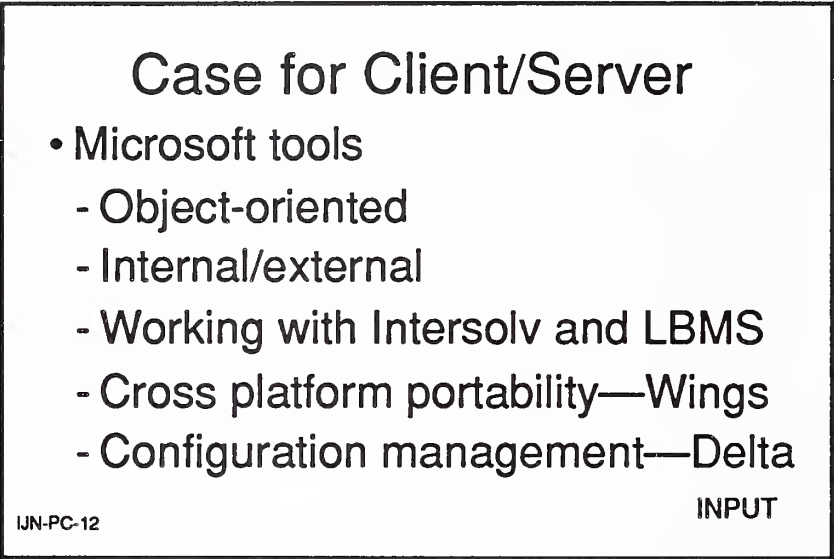 Case for Client/Server
• Microsoft tools
- Object-oriented
- Internal/external
- Working with Intersolv and LBMS
- Cross platform portability—Wings
- Configuration management—Delta
IJN-PC-12
INPUT